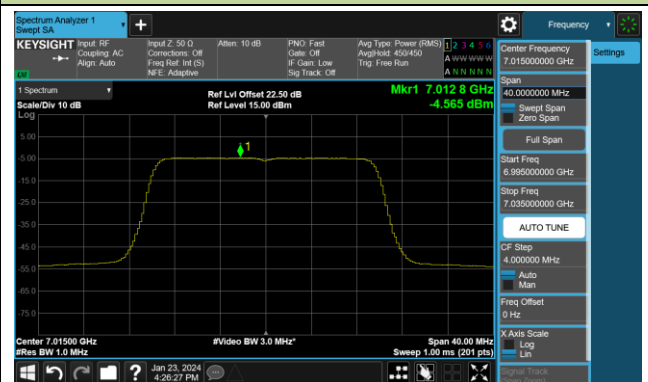 Spectrum Analyzer 1
Swept SA
Frequency
KEYSIGHT
Input: RF
Coupling: AC
Align: Auto
Input Z: 50 Ω
Corrections: Off
Freq Ref: Int (S)
NFE: Adaptive
Atten: 10 dB
PNO: Fast
Gate: Off
IF Gain: Low
Sig Track: Off
Avg Type: Power (RMS)
Avg|Hold: 450/450
Trig: Free Run
1 2 3 4 5 6
A W W W W W
A N N N N N
1 Spectrum
Scale/Div 10 dB
Ref Lvl Offset 22.50 dB
Ref Level 15.00 dBm
Mkr1 7.012 8 GHz
-4.565 dBm
Log
5.00
-5.00
-15.0
-25.0
-35.0
-45.0
-55.0
-65.0
-75.0
1
Center 7.01500 GHz
#Res BW 1.0 MHz
#Video BW 3.0 MHz*
Span 40.00 MHz
Sweep 1.00 ms (201 pts)
Jan 23, 2024
4:26:27 PM
Center Frequency
7.015000000 GHz
Settings
Span
40.0000000 MHz
Swept Span
Zero Span
Full Span
Start Freq
6.995000000 GHz
Stop Freq
7.035000000 GHz
AUTO TUNE
CF Step
4.000000 MHz
Auto
Man
Freq Offset
0 Hz
X Axis Scale
Log
Lin
Signal Track